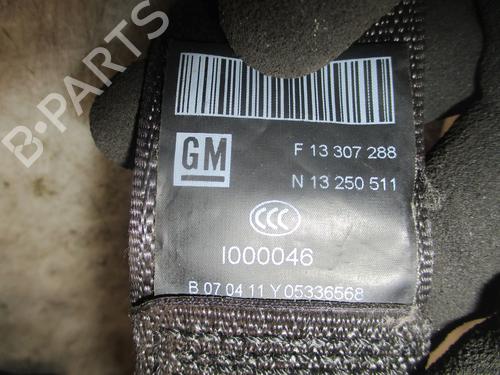 B-PARTS
GM
F 13 307 288
N 13 250 511
CCC
I000046
B 07 04 11 Y 05336568